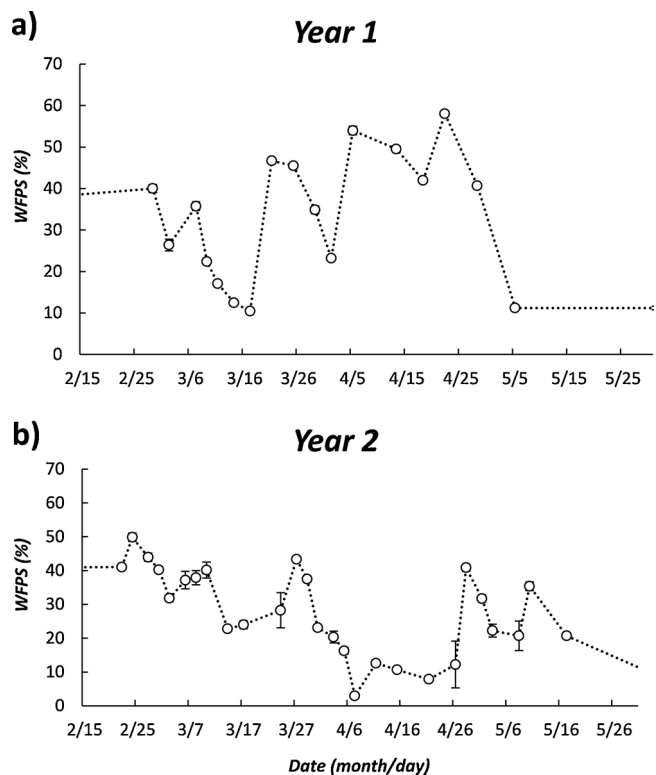 a)
Year 1
70
60
50
40
30
20
10
0
WFPS (%)
2/15 2/25 3/6 3/16 3/26 4/5 4/15 4/25 5/5 5/15 5/25
b)
Year 2
70
60
50
40
30
20
10
0
WFPS (%)
2/15 2/25 3/7 3/17 3/27 4/6 4/16 4/26 5/6 5/16 5/26
Date (month/day)